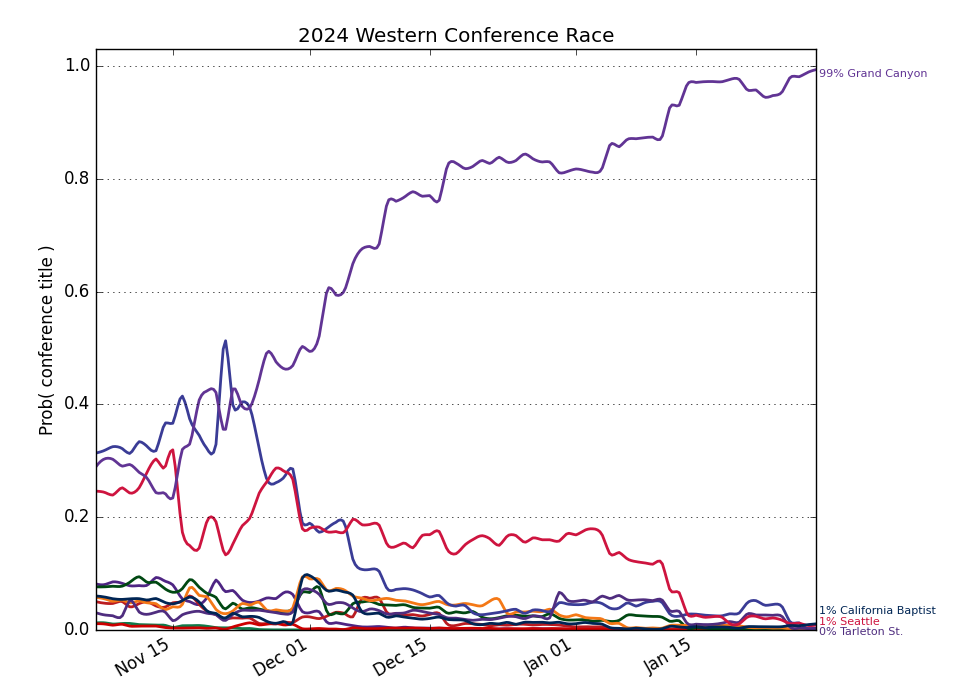 2024 Western Conference Race
Prob( conference title )
1.0
0.8
0.6
0.4
0.2
0.0
99% Grand Canyon
1% California Baptist
1% Seattle
0% Tarleton St.
Nov 15
Dec 01
Dec 15
Jan 01
Jan 15